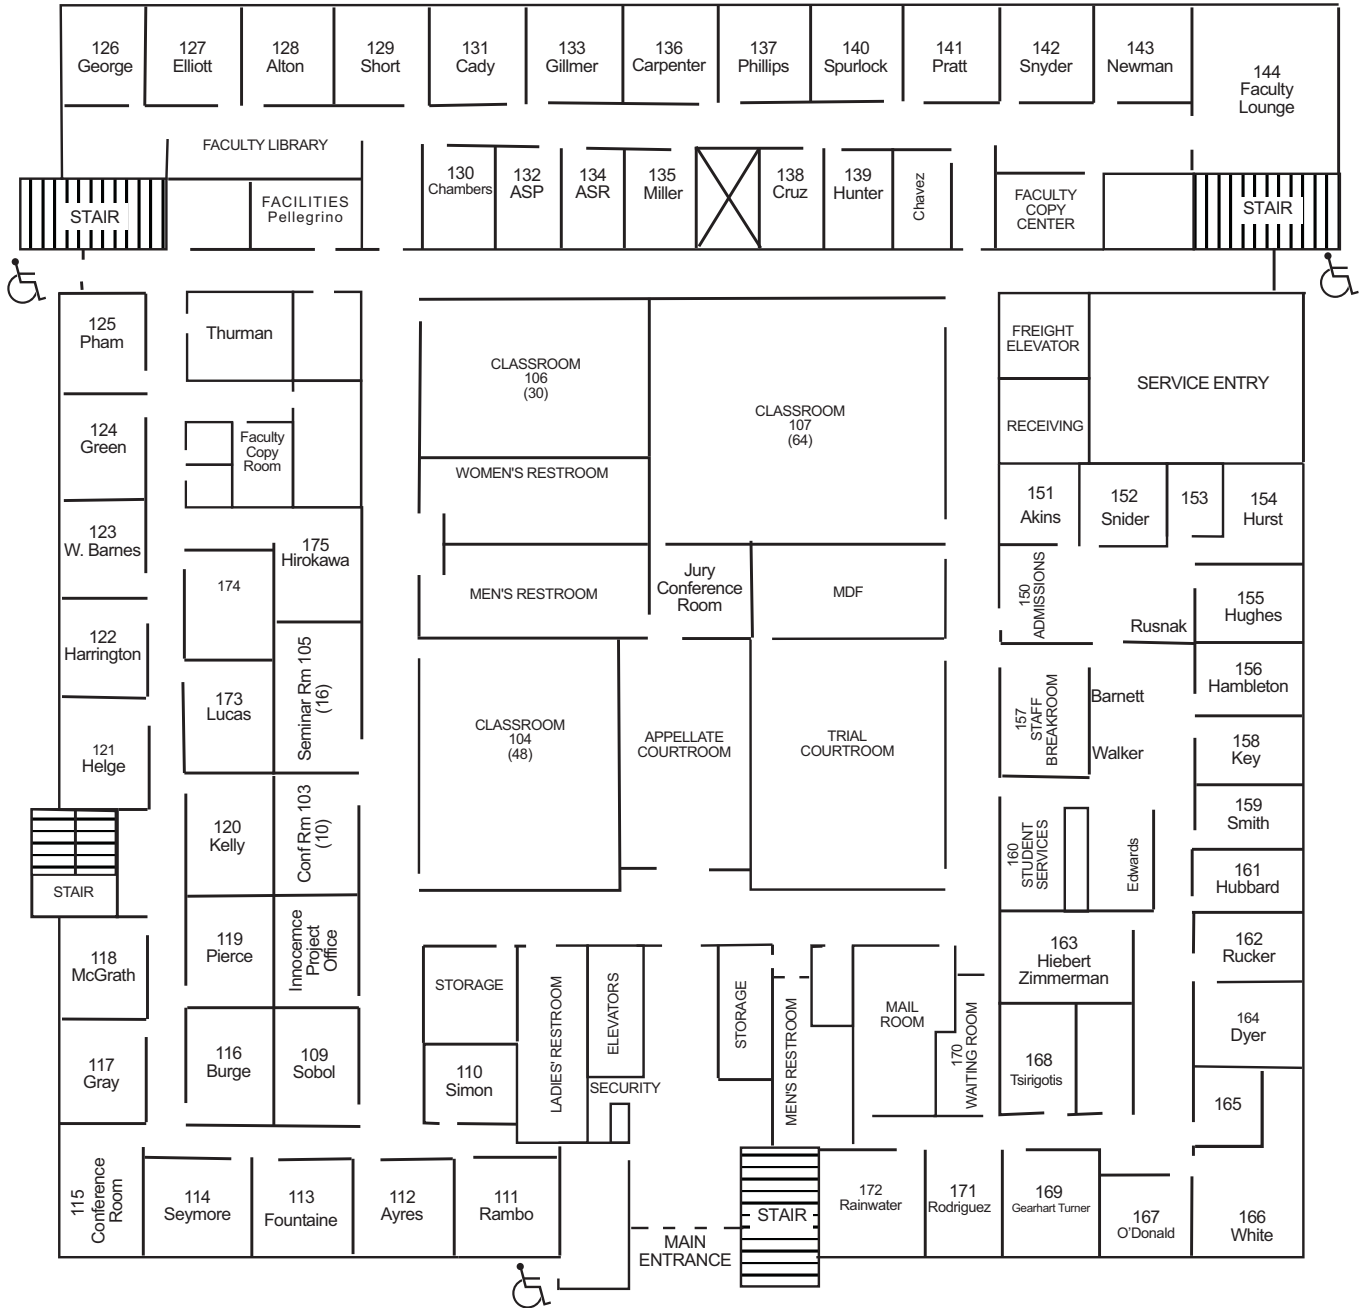 126
George
127
Elliott
128
Alton
129
Short
131
Cady
133
Gillmer
136
Carpenter
137
Phillips
140
Spurlock
141
Pratt
142
Snyder
143
Newman
144
Faculty
Lounge
FACULTY LIBRARY
130
Chambers
132
ASP
134
ASR
135
Miller
138
Cruz
139
Hunter
Chavez
FACULTY
COPY
CENTER
STAIR
FACILITIES
Pellegrino
STAIR
125
Pham
Thurman
CLASSROOM
106
(30)
CLASSROOM
107
(64)
FREIGHT
ELEVATOR
SERVICE ENTRY
RECEIVING
124
Green
Faculty
Copy
Room
WOMEN'S RESTROOM
151
Akins
152
Snider
153
154
Hurst
123
W. Barnes
175
Hirokawa
174
MEN'S RESTROOM
Jury
Conference
Room
MDF
150
ADMISSIONS
Rusnak
155
Hughes
122
Harrington
173
Lucas
Seminar Rm 105
(16)
CLASSROOM
104
(48)
APPELLATE
COURTROOM
TRIAL
COURTROOM
157
STAFF
BREAKROOM
Barnett
Walker
156
Hambleton
158
Key
121
Helge
120
Kelly
Conf Rm 103
(10)
160
STUDENT
SERVICES
Edwards
159
Smith
161
Hubbard
STAIR
118
McGrath
119
Pierce
Innocemce
Project
Office
STORAGE
LADIES' RESTROOM
ELEVATORS
STORAGE
MEN'S RESTROOM
MAIL
ROOM
170
WAITING ROOM
163
Hiebert
Zimmerman
162
Rucker
164
Dyer
117
Gray
116
Burge
109
Sobol
110
Simon
SECURITY
168
Tsirigotis
165
115
Conference
Room
114
Seymore
113
Fountaine
112
Ayres
111
Rambo
MAIN
ENTRANCE
STAIR
172
Rainwater
171
Rodriguez
169
Gearhart Turner
167
O'Donald
166
White